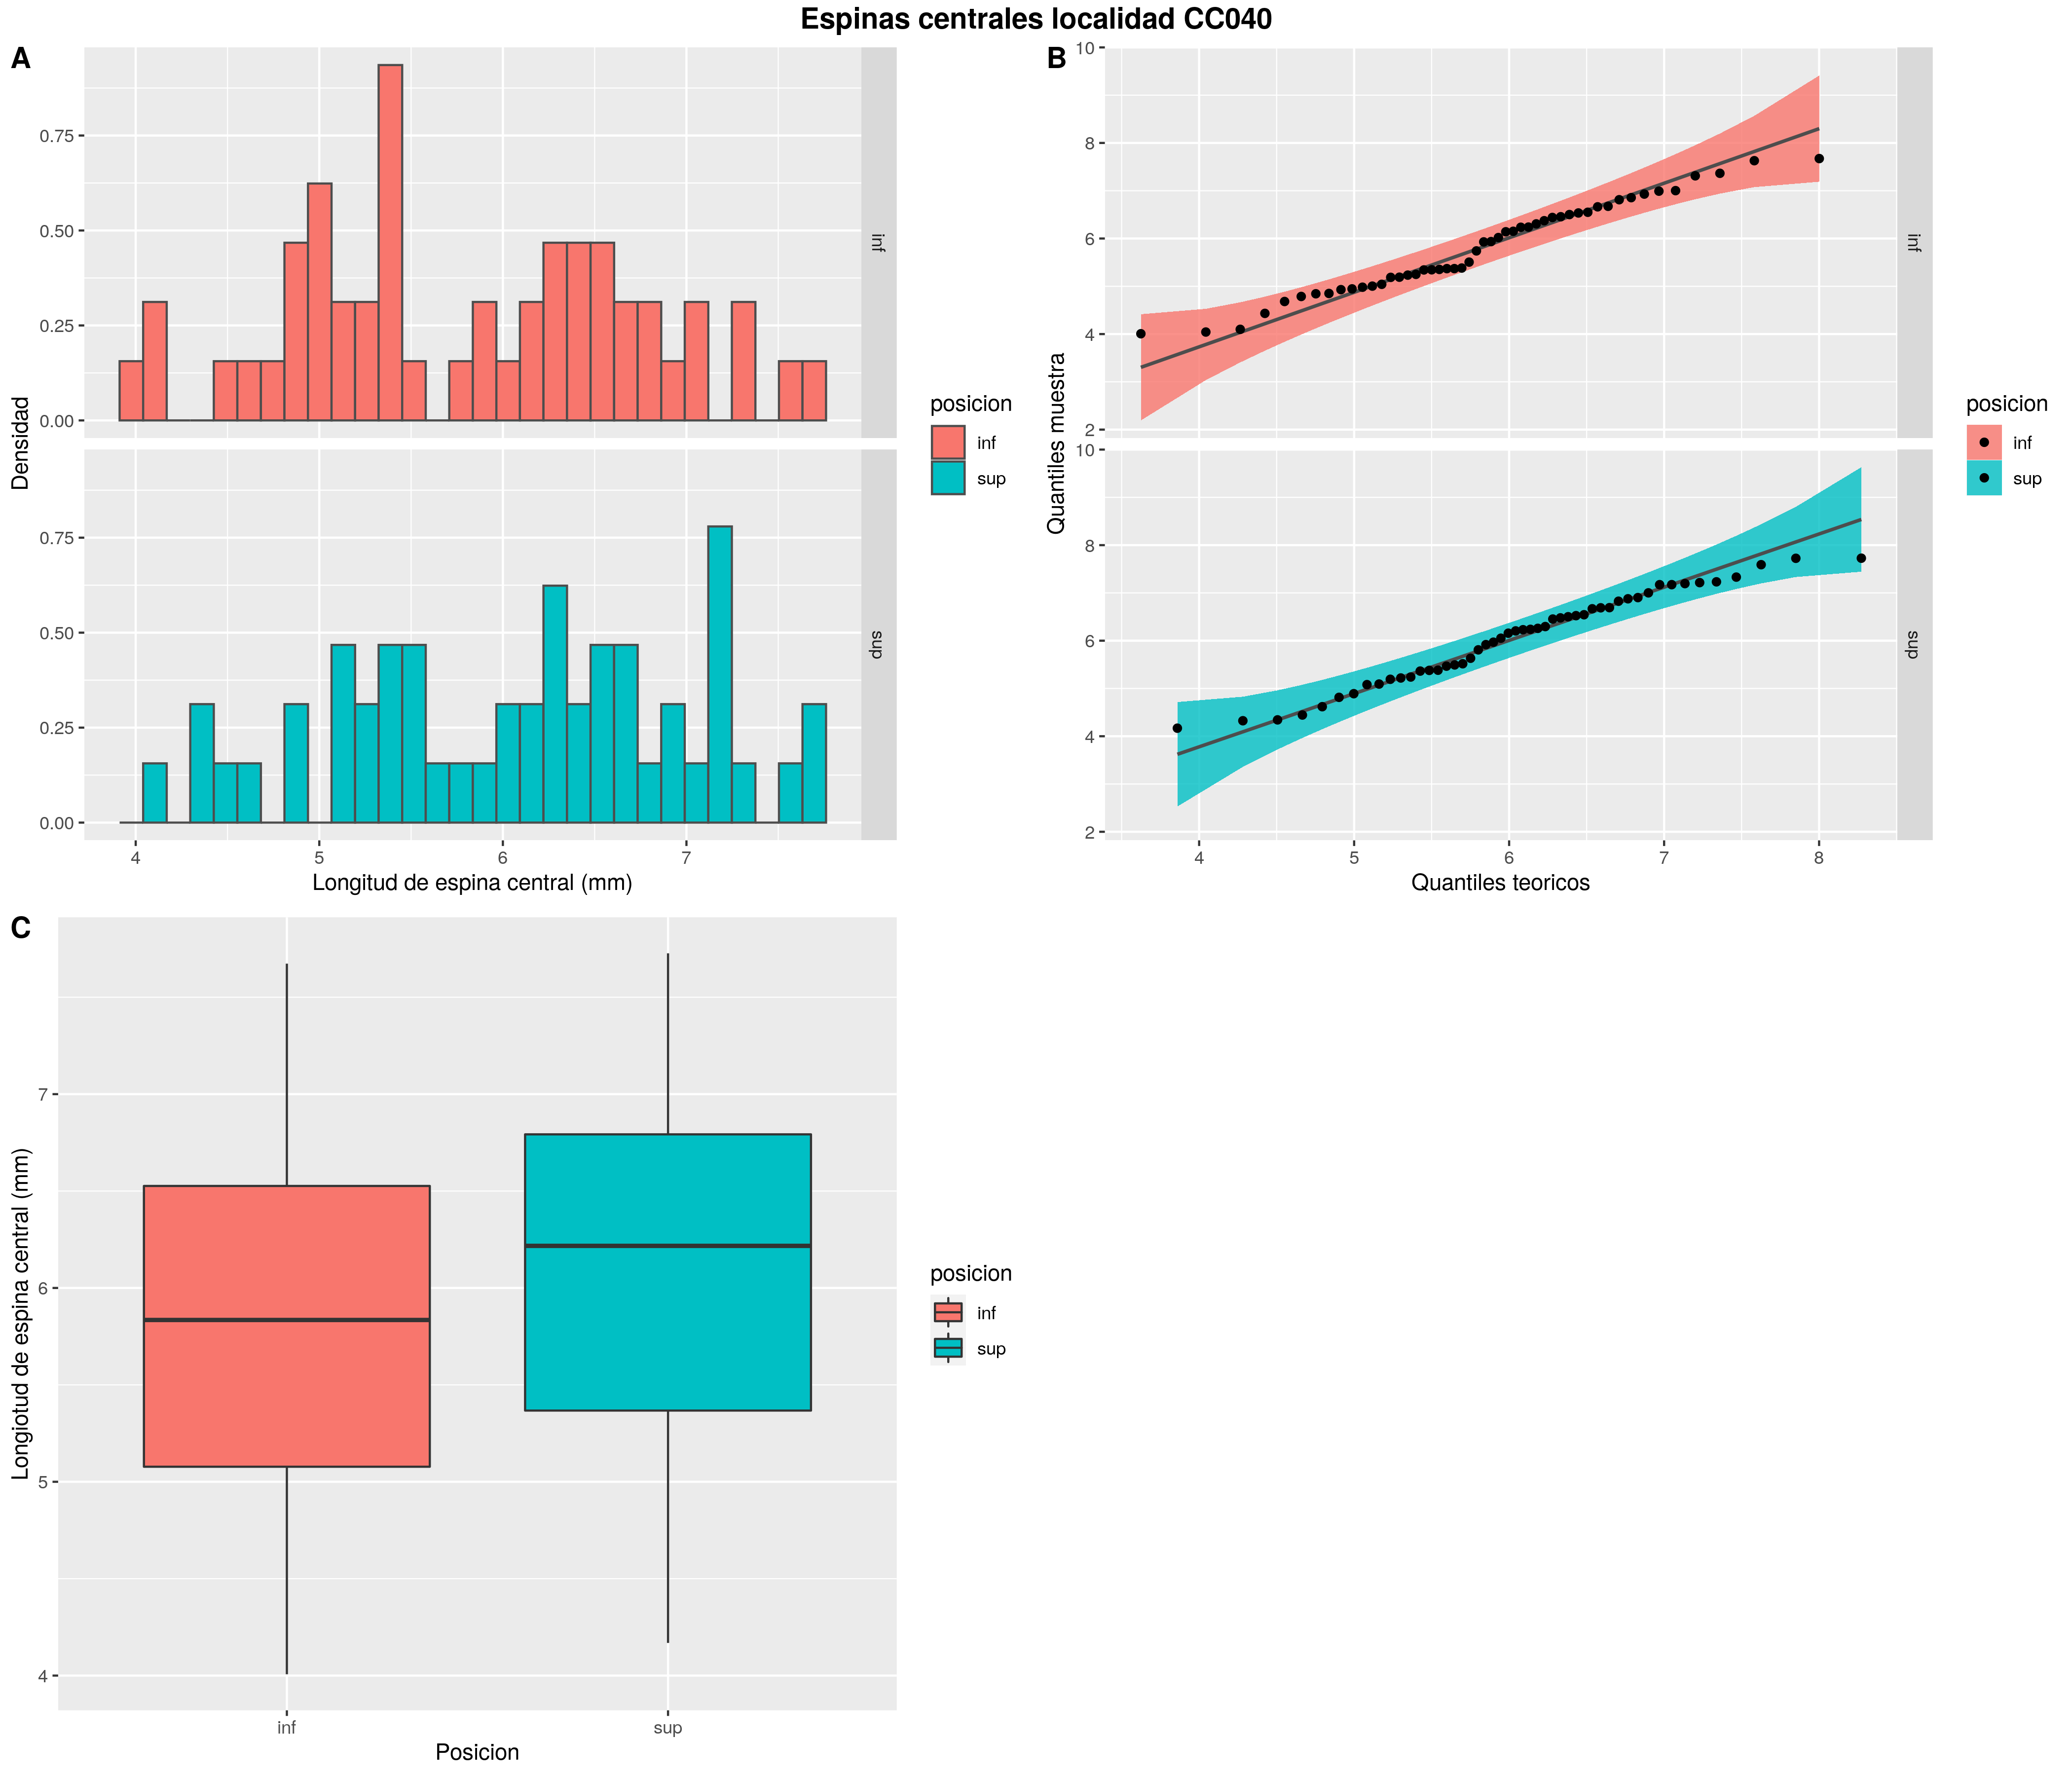 Espinas centrales localidad CC040
A
Densidad
0.75
0.50
0.25
0.00
inf
0.75
0.50
0.25
0.00
sup
4 5 6 7
Longitud de espina central (mm)
posicion
inf
sup
B
Quantiles muestra
10
8
6
4
2
inf
10
8
6
4
2
sup
4 5 6 7 8
Quantiles teoricos
posicion
inf
sup
C
Longiotud de espina central (mm)
7
6
5
4
inf sup
Posicion
posicion
inf
sup